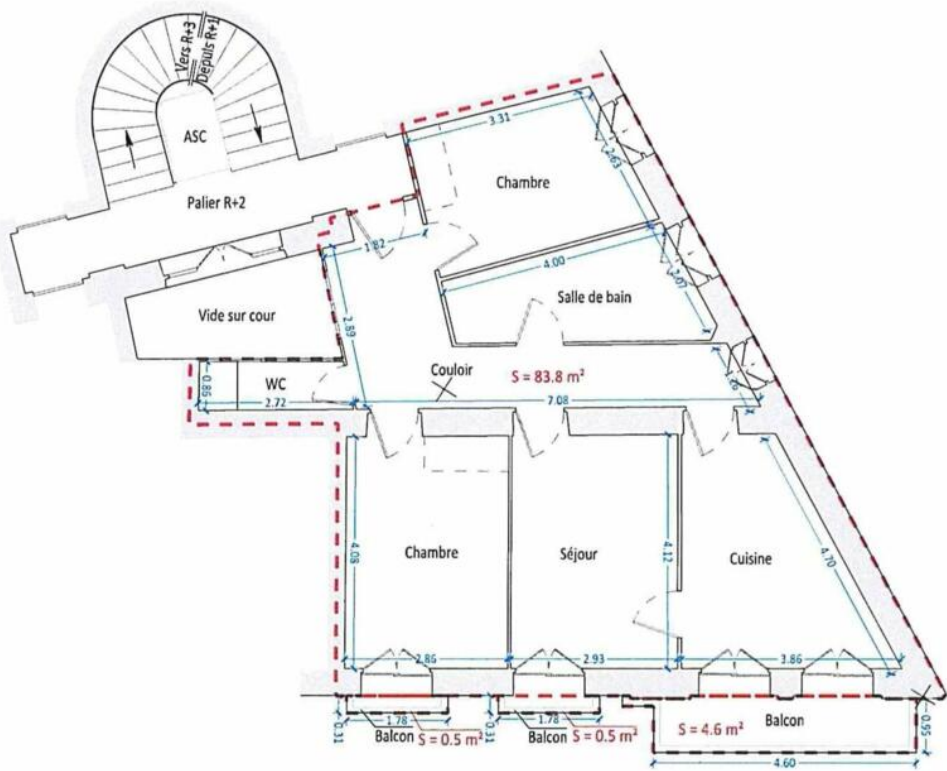 Vers R+3
Depuis R+1
ASC
Palier R+2
3.31
2.63
Chambre
1.82
4.00
2.07
Salle de bain
2.89
Vide sur cour
Couloir
S = 83.8 m²
0.86
WC
2.72
7.08
4.08
Chambre
Séjour
4.12
Cuisine
4.70
2.86
2.93
3.86
0.31
1.78
Balcon
S = 0.5 m²
0.31
1.78
Balcon
S = 0.5 m²
S = 4.6 m²
Balcon
0.95
4.60